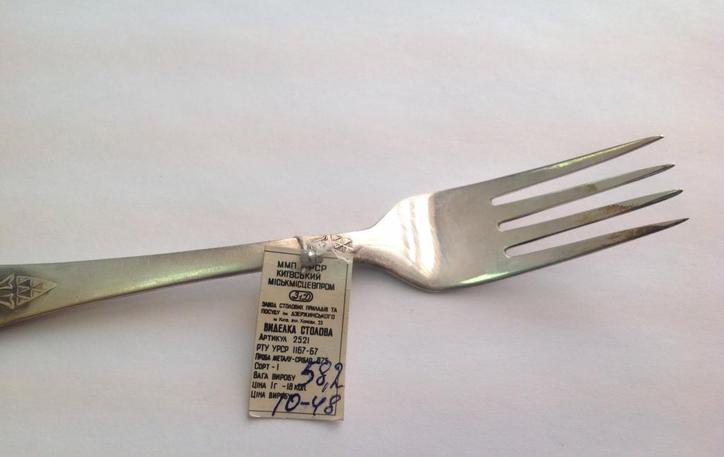 ММП УРСР
КИЇВСЬКИЙ
МІСЬКМІСЦЕВПРОМ
ЗАВОД СТОЛОВИХ ПРИЛАДІВ ТА
ПОСУДУ ім. ДЗЕРЖИНСЬКОГО
ВИДЕЛКА СТОЛОВА
АРТИКУЛ 2521
РТУ УРСР 1167-67
ПРОБА МЕТАЛУ-СРІБЛО 875
СОРТ - 1
ВАГА ВИРОБУ 58,2
ЦІНА 1г - 18 КОП.
ЦІНА ВИРОБУ 10-48